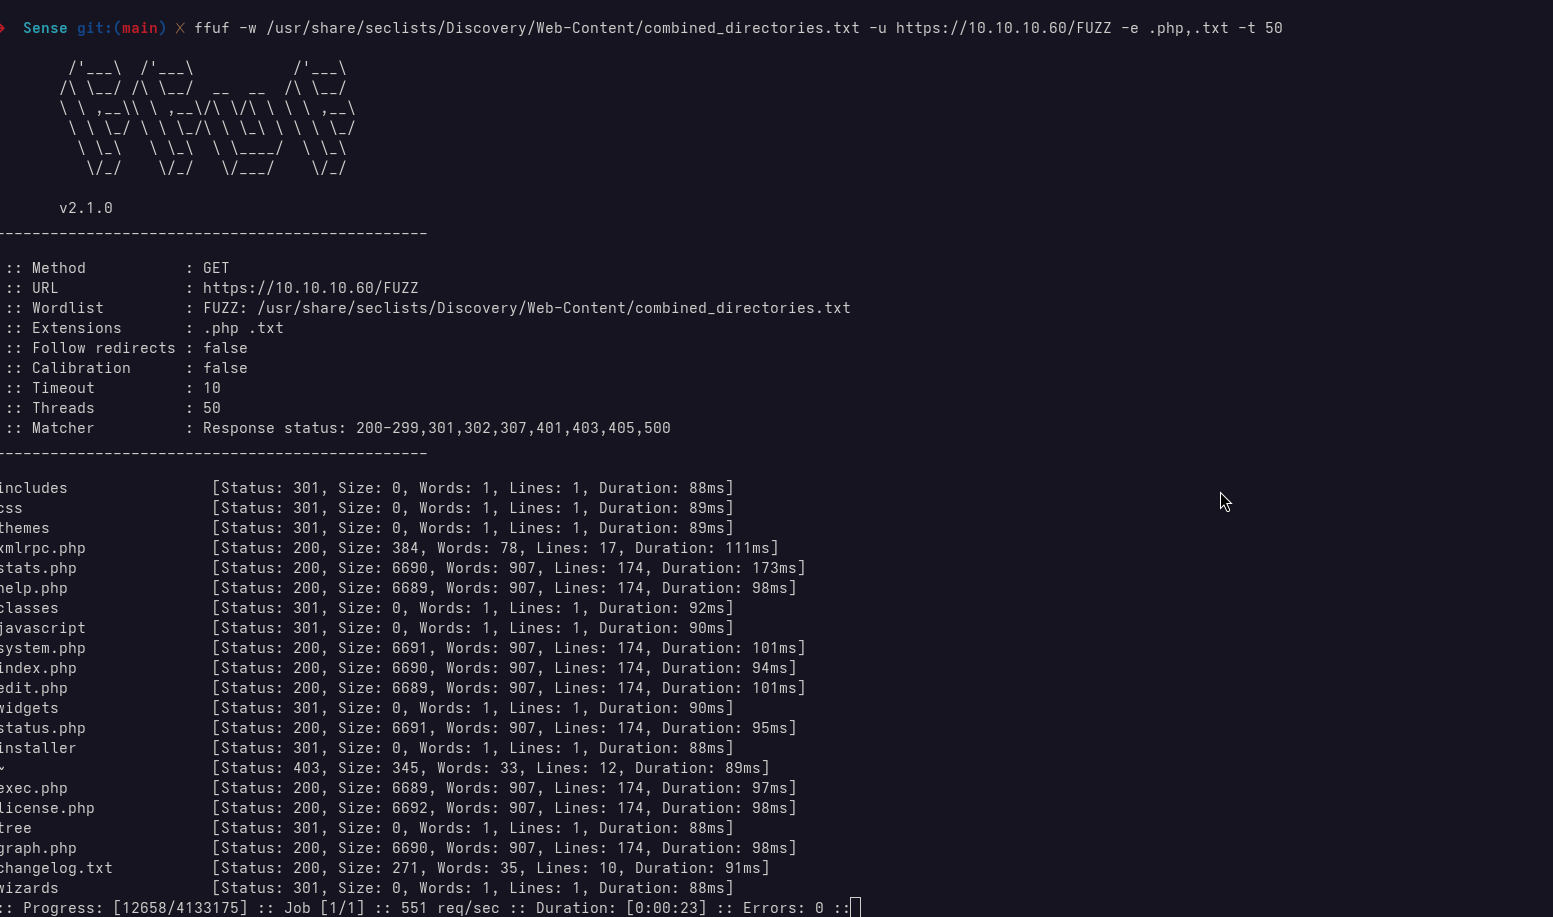 Sense git:(main) ✗ ffuf -w /usr/share/seclists/Discovery/Web-Content/combined_directories.txt -u https://10.10.10.60/FUZZ -e .php,.txt -t 50
        /'___\  /'___\           /'___\
       /\ \__/ /\ \__/  __  __  /\ \__/
       \ \ ,__\\ \ ,__\/\ \/\ \ \ \ ,__\
        \ \ \_/ \ \ \_/\ \ \_\ \ \ \ \_/
         \ \_\   \ \_\  \ \____/  \ \_\
          \/_/    \/_/   \/___/    \/_/
v2.1.0
________________________________________________
:: Method           : GET
:: URL              : https://10.10.10.60/FUZZ
:: Wordlist         : FUZZ: /usr/share/seclists/Discovery/Web-Content/combined_directories.txt
:: Extensions       : .php .txt
:: Follow redirects : false
:: Calibration      : false
:: Timeout          : 10
:: Threads          : 50
:: Matcher          : Response status: 200-299,301,302,307,401,403,405,500
________________________________________________
includes                [Status: 301, Size: 0, Words: 1, Lines: 1, Duration: 88ms]
css                     [Status: 301, Size: 0, Words: 1, Lines: 1, Duration: 89ms]
themes                  [Status: 301, Size: 0, Words: 1, Lines: 1, Duration: 89ms]
xmlrpc.php              [Status: 200, Size: 384, Words: 78, Lines: 17, Duration: 111ms]
stats.php               [Status: 200, Size: 6690, Words: 907, Lines: 174, Duration: 173ms]
help.php                [Status: 200, Size: 6689, Words: 907, Lines: 174, Duration: 98ms]
classes                 [Status: 301, Size: 0, Words: 1, Lines: 1, Duration: 92ms]
javascript              [Status: 301, Size: 0, Words: 1, Lines: 1, Duration: 90ms]
system.php              [Status: 200, Size: 6691, Words: 907, Lines: 174, Duration: 101ms]
index.php               [Status: 200, Size: 6690, Words: 907, Lines: 174, Duration: 94ms]
edit.php                [Status: 200, Size: 6689, Words: 907, Lines: 174, Duration: 101ms]
widgets                 [Status: 301, Size: 0, Words: 1, Lines: 1, Duration: 90ms]
status.php              [Status: 200, Size: 6691, Words: 907, Lines: 174, Duration: 95ms]
installer               [Status: 301, Size: 0, Words: 1, Lines: 1, Duration: 88ms]
~                       [Status: 403, Size: 345, Words: 33, Lines: 12, Duration: 89ms]
exec.php                [Status: 200, Size: 6689, Words: 907, Lines: 174, Duration: 97ms]
license.php             [Status: 200, Size: 6692, Words: 907, Lines: 174, Duration: 98ms]
tree                    [Status: 301, Size: 0, Words: 1, Lines: 1, Duration: 88ms]
graph.php               [Status: 200, Size: 6690, Words: 907, Lines: 174, Duration: 98ms]
changelog.txt           [Status: 200, Size: 271, Words: 35, Lines: 10, Duration: 91ms]
wizards                 [Status: 301, Size: 0, Words: 1, Lines: 1, Duration: 88ms]
:: Progress: [12658/4133175] :: Job [1/1] :: 551 req/sec :: Duration: [0:00:23] :: Errors: 0 ::